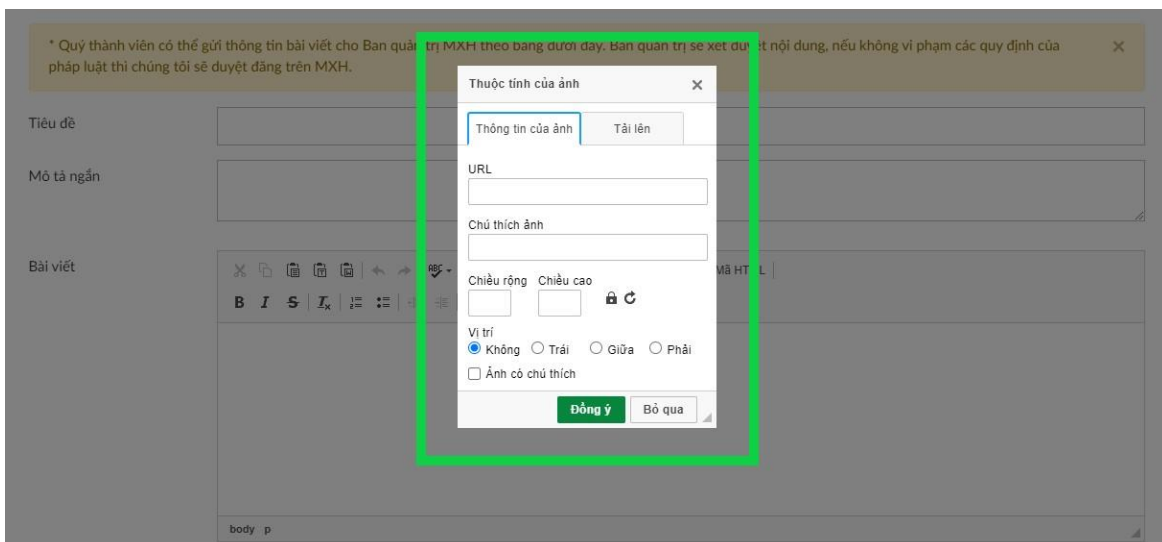 * Quý thành viên có thể gửi thông tin bài viết cho Ban quản trị MXH theo bảng dưới đây. Ban quản trị sẽ xét duyệt nội dung, nếu không vi phạm các quy định của
pháp luật thì chúng tôi sẽ duyệt đăng trên MXH.
Thuộc tính của ảnh
Thông tin của ảnh Tải lên
Tiêu đề
URL
Mô tả ngắn
Chú thích ảnh
Bài viết
ABC
Mã HTML
Chiều rộng Chiều cao
B I S Ix
Vị trí
Không Trái Giữa Phải
Ảnh có chú thích
Đồng ý Bỏ qua
body p